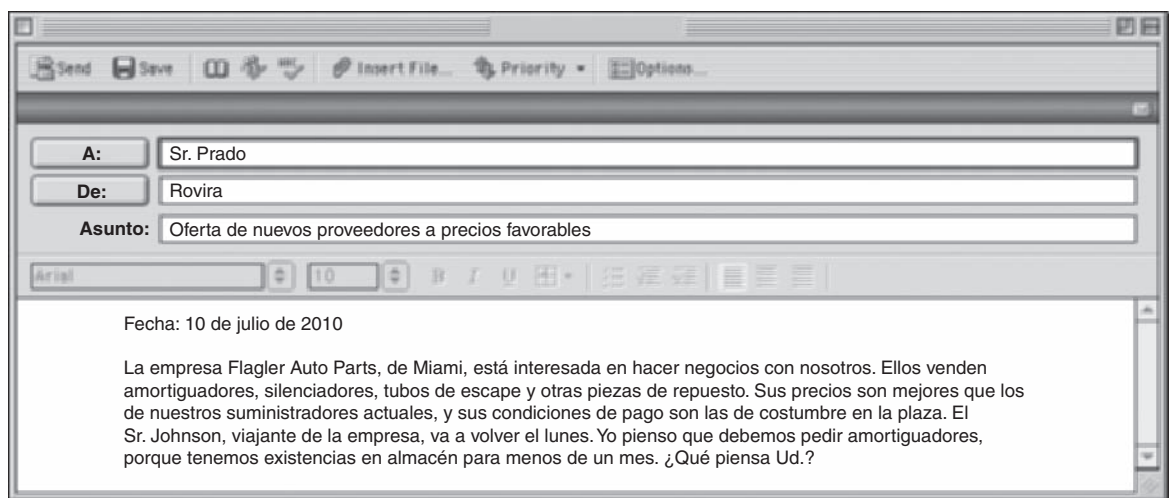 Send Save Insert File... Priority Options...
A: Sr. Prado
De: Rovira
Asunto: Oferta de nuevos proveedores a precios favorables
Arial 10 B I U
Fecha: 10 de julio de 2010
La empresa Flagler Auto Parts, de Miami, está interesada en hacer negocios con nosotros. Ellos venden
amortiguadores, silenciadores, tubos de escape y otras piezas de repuesto. Sus precios son mejores que los
de nuestros suministradores actuales, y sus condiciones de pago son las de costumbre en la plaza. El
Sr. Johnson, viajante de la empresa, va a volver el lunes. Yo pienso que debemos pedir amortiguadores,
porque tenemos existencias en almacén para menos de un mes. ¿Qué piensa Ud.?